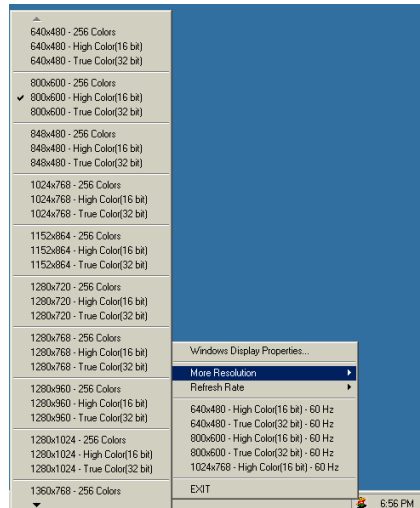 640x480 - 256 Colors
640x480 - High Color(16 bit)
640x480 - True Color(32 bit)
800x600 - 256 Colors
800x600 - High Color(16 bit)
800x600 - True Color(32 bit)
848x480 - 256 Colors
848x480 - High Color(16 bit)
848x480 - True Color(32 bit)
1024x768 - 256 Colors
1024x768 - High Color(16 bit)
1024x768 - True Color(32 bit)
1152x864 - 256 Colors
1152x864 - High Color(16 bit)
1152x864 - True Color(32 bit)
1280x720 - 256 Colors
1280x720 - High Color(16 bit)
1280x720 - True Color(32 bit)
1280x768 - 256 Colors
1280x768 - High Color(16 bit)
1280x768 - True Color(32 bit)
1280x960 - 256 Colors
1280x960 - High Color(16 bit)
1280x960 - True Color(32 bit)
1280x1024 - 256 Colors
1280x1024 - High Color(16 bit)
1280x1024 - True Color(32 bit)
1360x768 - 256 Colors
Windows Display Properties...
More Resolution
Refresh Rate
640x480 - High Color(16 bit) - 60 Hz
640x480 - True Color(32 bit) - 60 Hz
800x600 - High Color(16 bit) - 60 Hz
800x600 - True Color(32 bit) - 60 Hz
1024x768 - High Color(16 bit) - 60 Hz
EXIT
6:56 PM